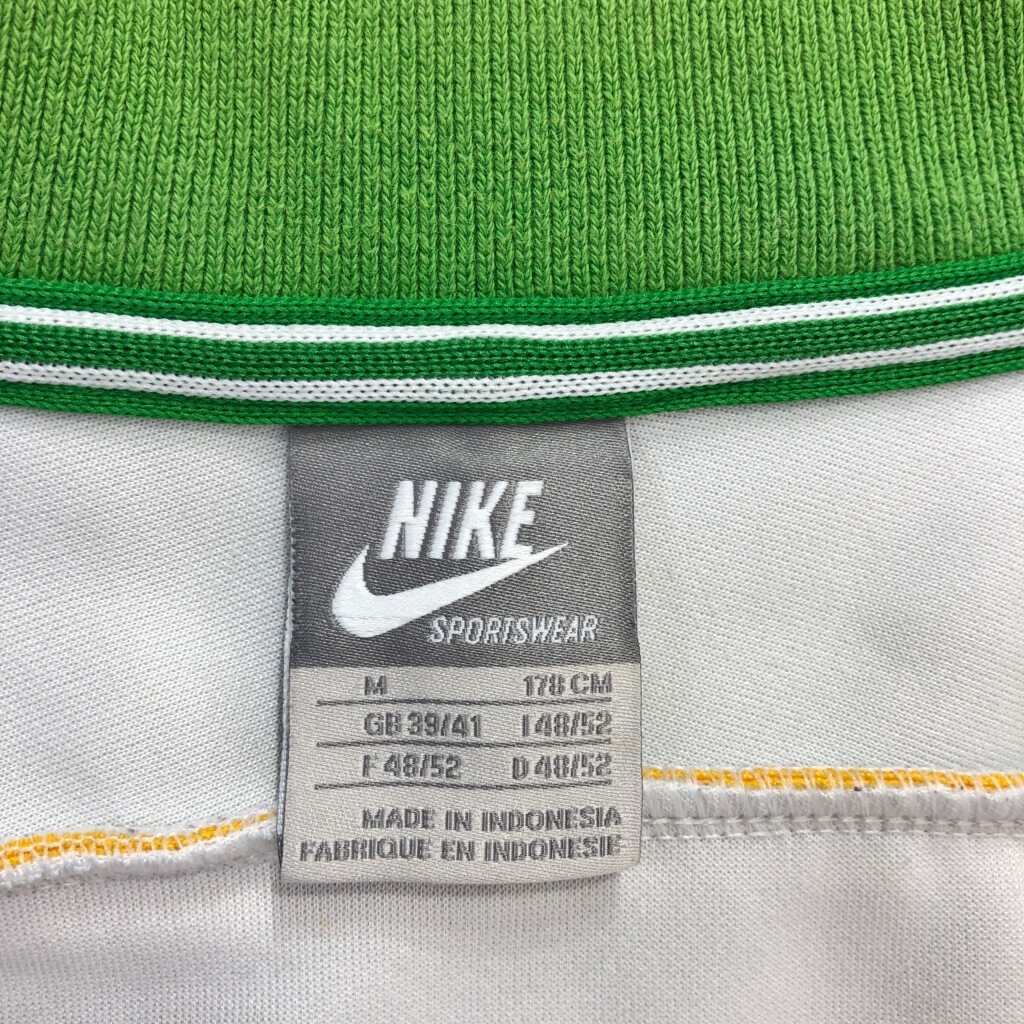 NIKE
SPORTSWEAR
M 178 CM
GB 39/41 I 48/52
F 48/52 D 48/52
MADE IN INDONESIA
FABRIQUE EN INDONESIE